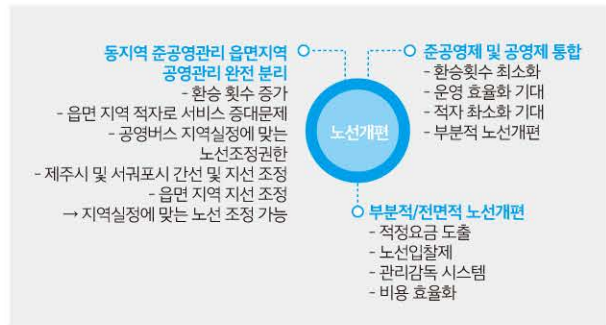 동지역 준공영관리 읍면지역
공영관리 완전 분리
- 환승 횟수 증가
- 읍면 지역 적자로 서비스 증대문제
- 공영버스 지역실정에 맞는
노선조정권한
- 제주시 및 서귀포시 간선 및 지선 조정
- 읍면 지역 지선 조정
→ 지역실정에 맞는 노선 조정 가능
노선개편
준공영제 및 공영제 통합
- 환승횟수 최소화
- 운영 효율화 기대
- 적자 촤소화 기대
- 부분적 노선개편
부분적/전면적 노선개편
- 적정요금 도출
- 노선입찰제
- 관리감독 시스템
- 비용 효율화